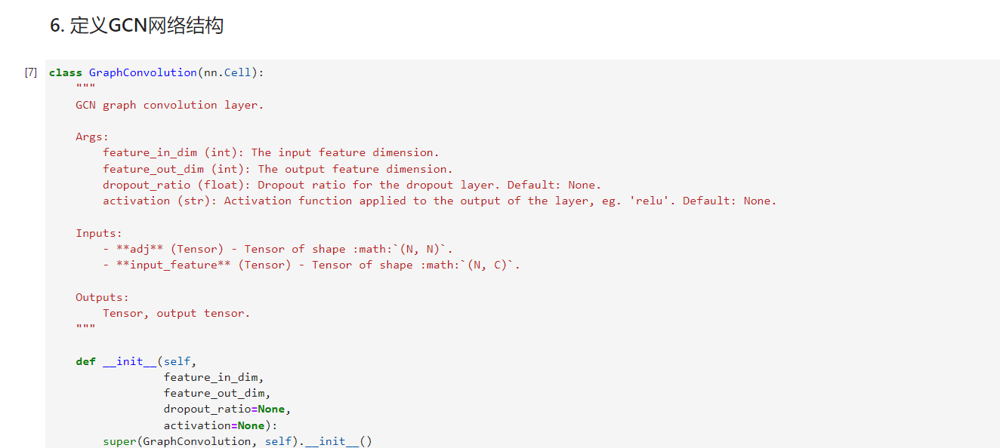 6. 定义GCN网络结构
[7]
class GraphConvolution(nn.Cell):
    """
    GCN graph convolution layer.

    Args:
        feature_in_dim (int): The input feature dimension.
        feature_out_dim (int): The output feature dimension.
        dropout_ratio (float): Dropout ratio for the dropout layer. Default: None.
        activation (str): Activation function applied to the output of the layer, eg. 'relu'. Default: None.

    Inputs:
        - **adj** (Tensor) - Tensor of shape :math:`(N, N)`.
        - **input_feature** (Tensor) - Tensor of shape :math:`(N, C)`.

    Outputs:
        Tensor, output tensor.
    """

    def __init__(self,
                 feature_in_dim,
                 feature_out_dim,
                 dropout_ratio=None,
                 activation=None):
        super(GraphConvolution, self).__init__()